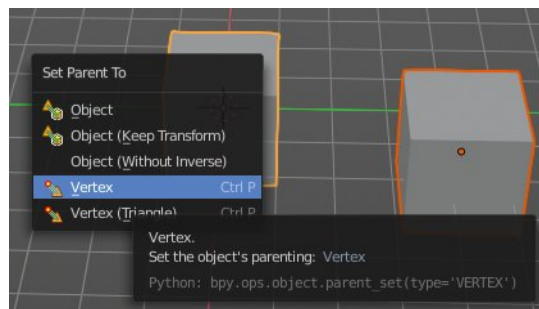 Set Parent To
Object
Object (Keep Transform)
Object (Without Inverse)
Vertex Ctrl P
Vertex (Triangle) Ctrl P
Vertex.
Set the object's parenting: Vertex
Python: bpy.ops.object.parent_set(type='VERTEX')